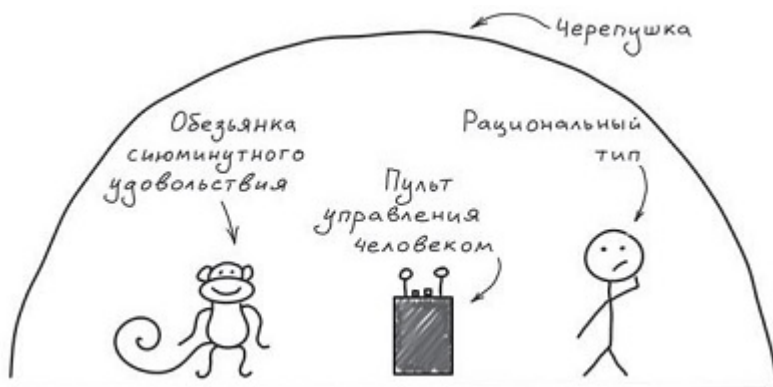 Черепушка
Обезьянка
сиюминутного
удовольствия
Пульт
управления
человеком
Рациональный
тип